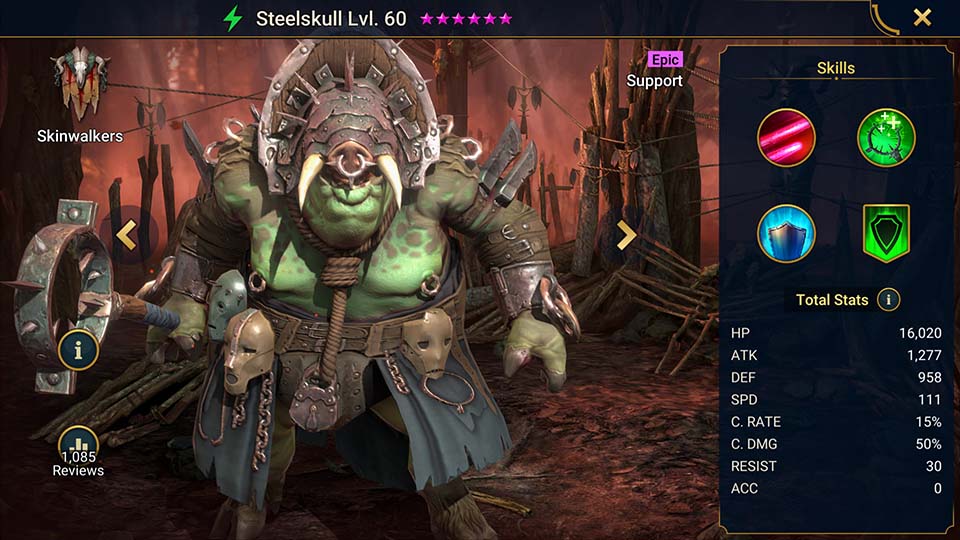 Steelskull Lvl. 60
Epic
Support
Skinwalkers
1,085
Reviews
Skills
Total Stats
HP 16,020
ATK 1,277
DEF 958
SPD 111
C. RATE 15%
C. DMG 50%
RESIST 30
ACC 0